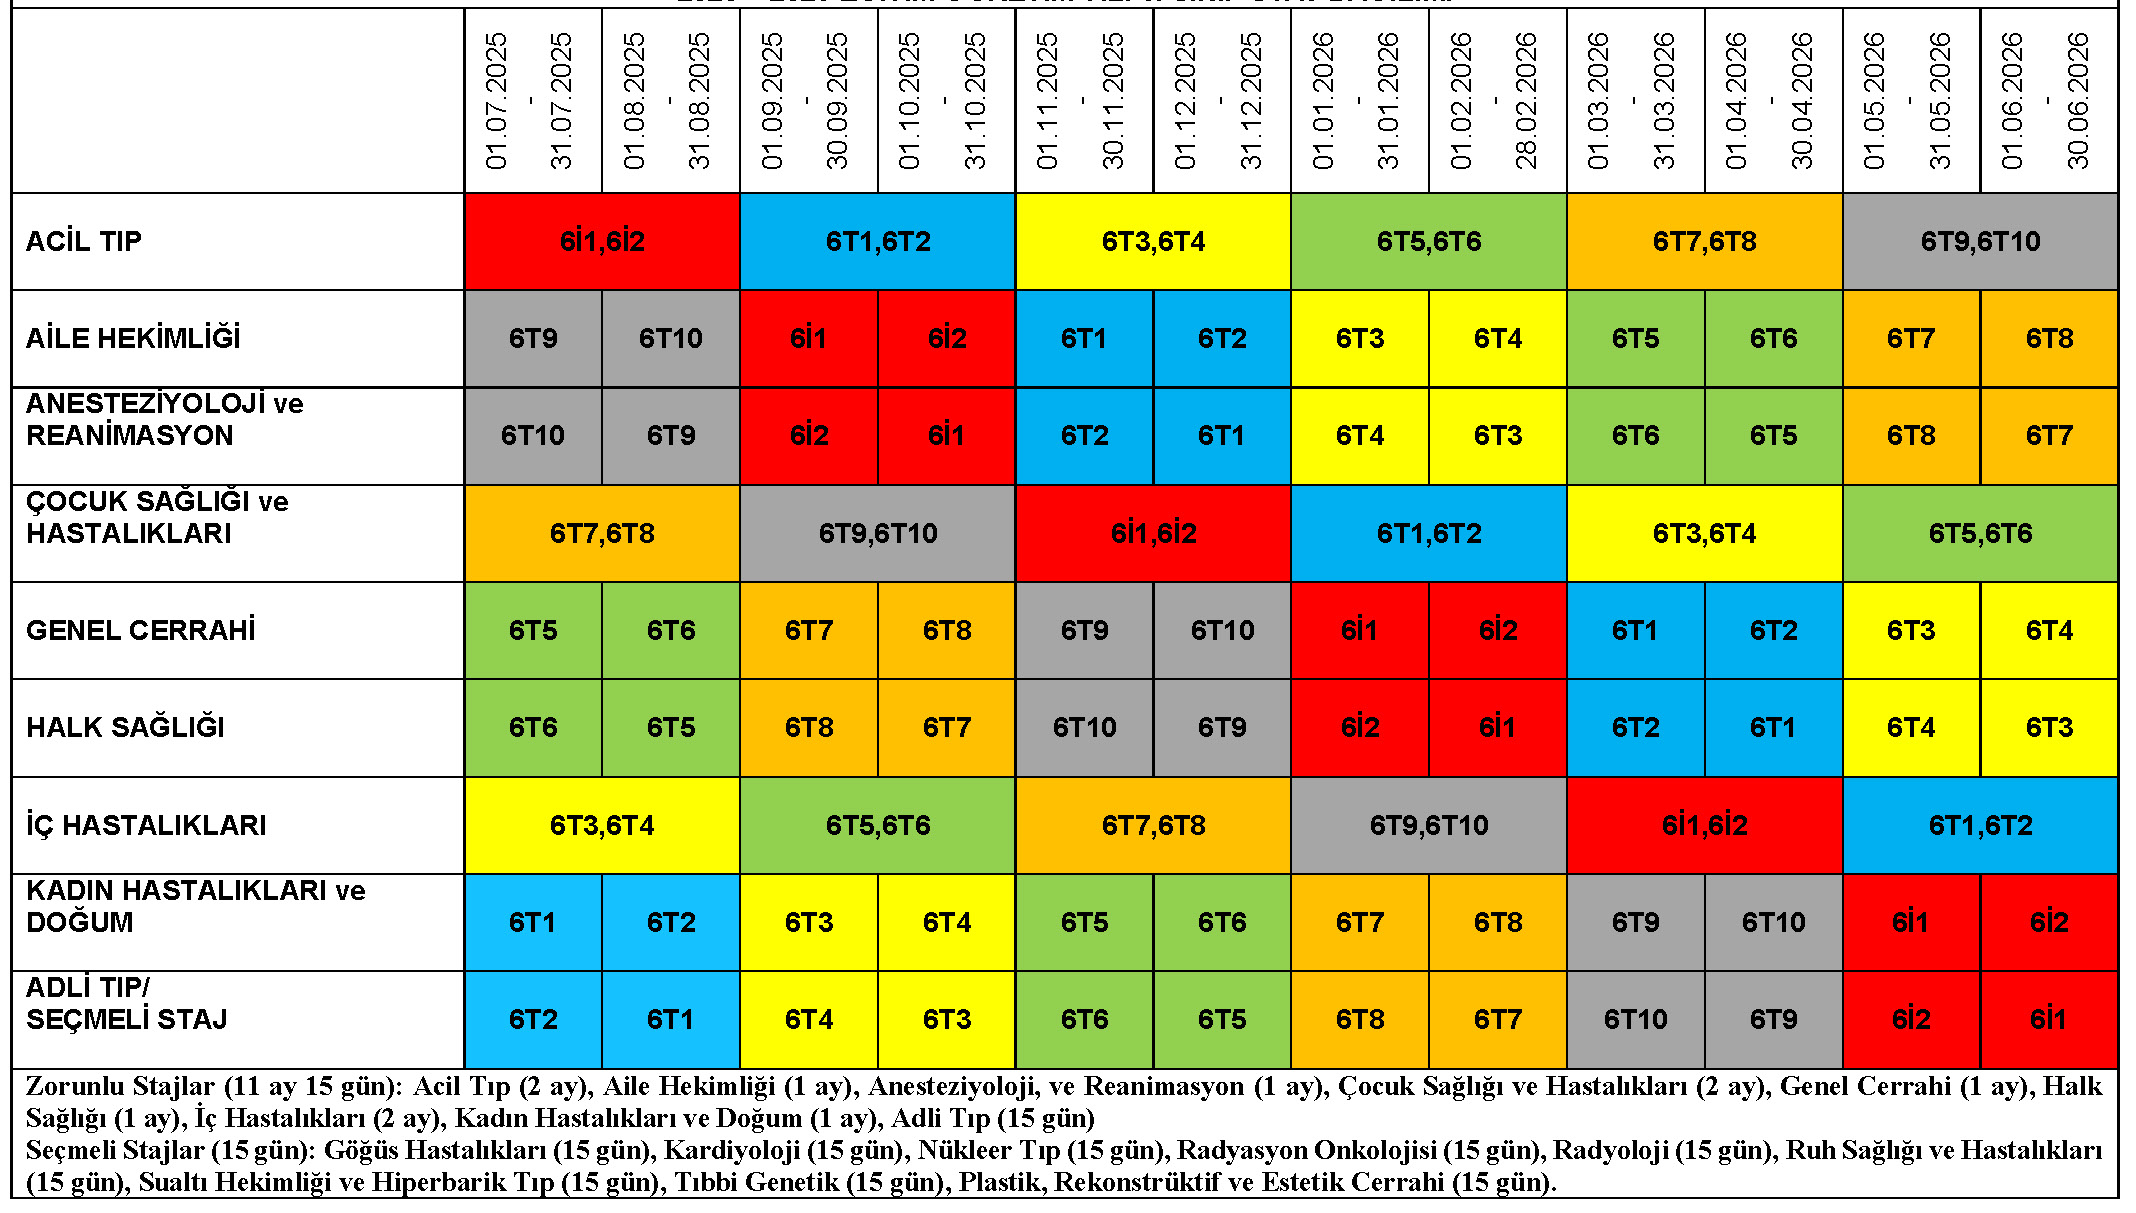 01.07.2025 - 31.07.2025
01.08.2025 - 31.08.2025
01.09.2025 - 30.09.2025
01.10.2025 - 31.10.2025
01.11.2025 - 30.11.2025
01.12.2025 - 31.12.2025
01.01.2026 - 31.01.2026
01.02.2026 - 28.02.2026
01.03.2026 - 31.03.2026
01.04.2026 - 30.04.2026
01.05.2026 - 31.05.2026
01.06.2026 - 30.06.2026
ACİL TIP 6İ1,6İ2 6T1,6T2 6T3,6T4 6T5,6T6 6T7,6T8 6T9,6T10
AİLE HEKİMLİĞİ 6T9 6T10 6İ1 6İ2 6T1 6T2 6T3 6T4 6T5 6T6 6T7 6T8
ANESTEZİYOLOJİ ve
REANİMASYON 6T10 6T9 6İ2 6İ1 6T2 6T1 6T4 6T3 6T6 6T5 6T8 6T7
ÇOCUK SAĞLIĞI ve
HASTALIKLARI 6T7,6T8 6T9,6T10 6İ1,6İ2 6T1,6T2 6T3,6T4 6T5,6T6
GENEL CERRAHİ 6T5 6T6 6T7 6T8 6T9 6T10 6İ1 6İ2 6T1 6T2 6T3 6T4
HALK SAĞLIĞI 6T6 6T5 6T8 6T7 6T10 6T9 6İ2 6İ1 6T2 6T1 6T4 6T3
İÇ HASTALIKLARI 6T3,6T4 6T5,6T6 6T7,6T8 6T9,6T10 6İ1,6İ2 6T1,6T2
KADIN HASTALIKLARI ve
DOĞUM 6T1 6T2 6T3 6T4 6T5 6T6 6T7 6T8 6T9 6T10 6İ1 6İ2
ADLİ TIP/
SEÇMELİ STAJ 6T2 6T1 6T4 6T3 6T6 6T5 6T8 6T7 6T10 6T9 6İ2 6İ1
Zorunlu Stajlar (11 ay 15 gün): Acil Tıp (2 ay), Aile Hekimliği (1 ay), Anesteziyoloji, ve Reanimasyon (1 ay), Çocuk Sağlığı ve Hastalıkları (2 ay), Genel Cerrahi (1 ay), Halk
Sağlığı (1 ay), İç Hastalıkları (2 ay), Kadın Hastalıkları ve Doğum (1 ay), Adli Tıp (15 gün)
Seçmeli Stajlar (15 gün): Göğüs Hastalıkları (15 gün), Kardiyoloji (15 gün), Nükleer Tıp (15 gün), Radyasyon Onkolojisi (15 gün), Radyoloji (15 gün), Ruh Sağlığı ve Hastalıkları
(15 gün), Sualtı Hekimliği ve Hiperbarik Tıp (15 gün), Tıbbi Genetik (15 gün), Plastik, Rekonstrüktif ve Estetik Cerrahi (15 gün).